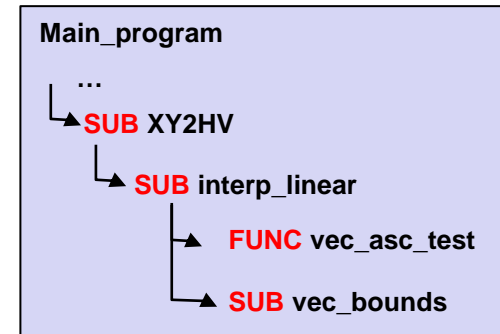 Main_program
…
SUB XY2HV
SUB interp_linear
FUNC vec_asc_test
SUB vec_bounds